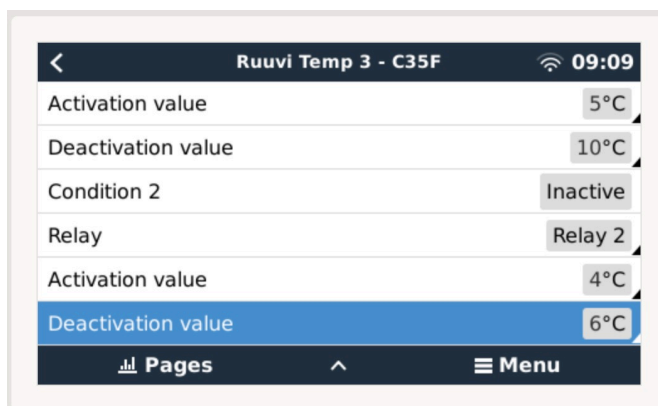 Ruuvi Temp 3 - C35F 09:09
Activation value 5°C
Deactivation value 10°C
Condition 2 Inactive
Relay Relay 2
Activation value 4°C
Deactivation value 6°C
Pages Menu